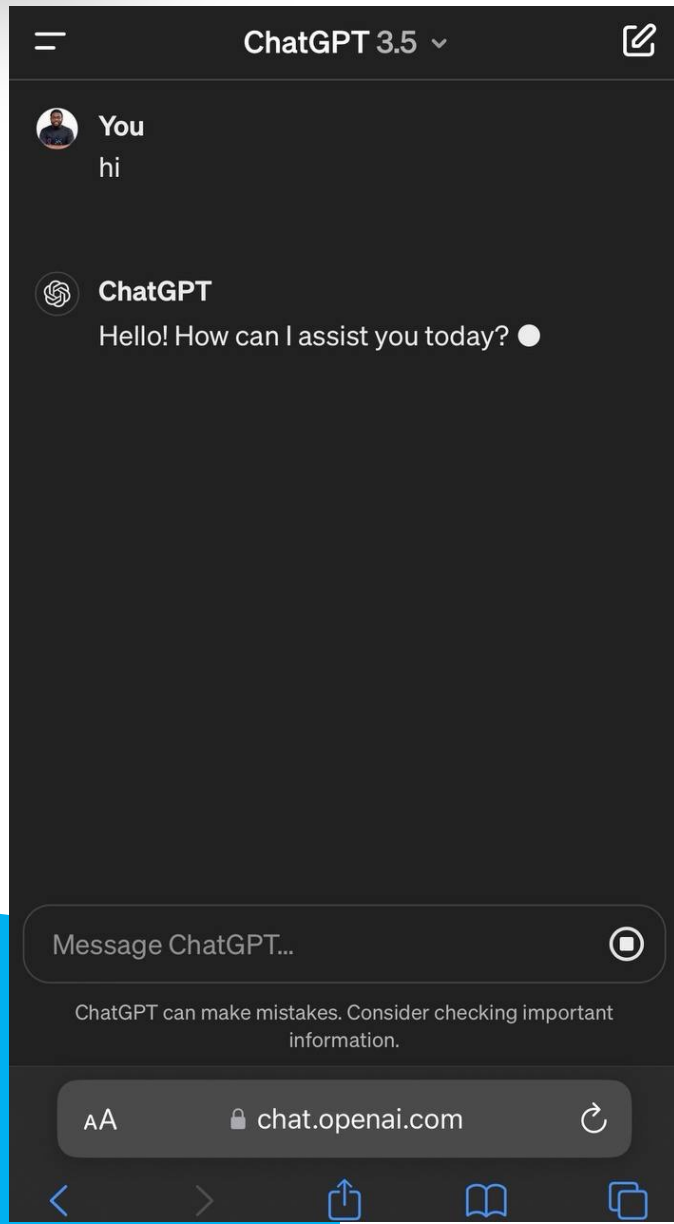 ChatGPT 3.5
You
hi
ChatGPT
Hello! How can I assist you today?
Message ChatGPT...
ChatGPT can make mistakes. Consider checking important
information.
AA
chat.openai.com